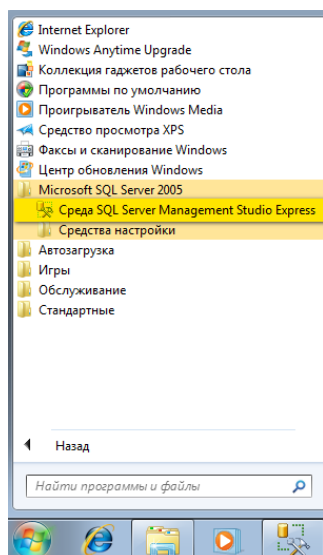 Internet Explorer
Windows Anytime Upgrade
Коллекция гаджетов рабочего стола
Программы по умолчанию
Проигрыватель Windows Media
Средство просмотра XPS
Факсы и сканирование Windows
Центр обновления Windows
Microsoft SQL Server 2005
Среда SQL Server Management Studio Express
Средства настройки
Автозагрузка
Игры
Обслуживание
Стандартные
Назад
Найти программы и файлы